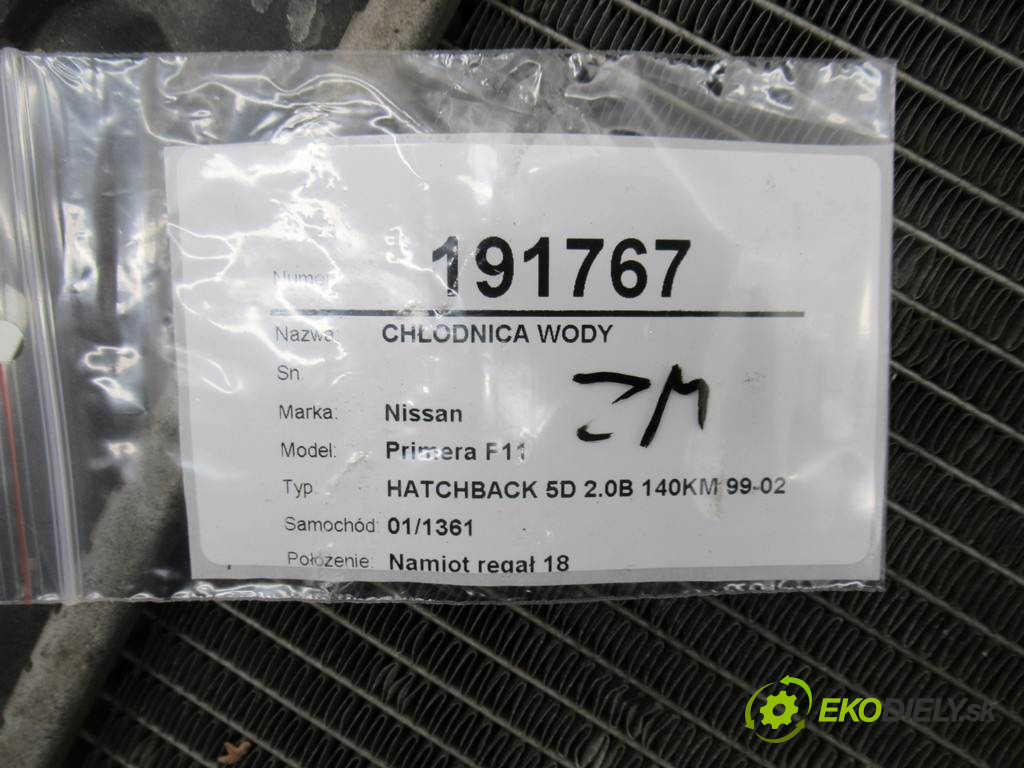 Numer: 191767
Nazwa: CHŁODNICA WODY
Sn.
ZM
Marka: Nissan
Model: Primera P11
Typ: HATCHBACK 5D 2.0B 140KM 99-02
Samochód: 01/1361
Położenie: Namiot regał 18
EKODIELY.sk